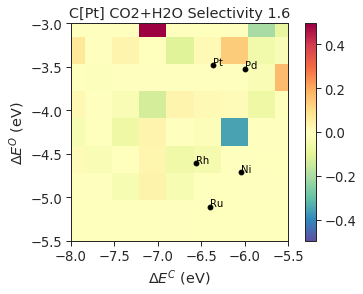 C[Pt] CO2+H2O Selectivity 1.6
−3.0
−3.5
−4.0
−4.5
−5.0
−5.5
ΔE^O (eV)
Pt
Pd
Rh
Ni
Ru
−8.0 −7.5 −7.0 −6.5 −6.0 −5.5
ΔE^C (eV)
0.4
0.2
0.0
−0.2
−0.4